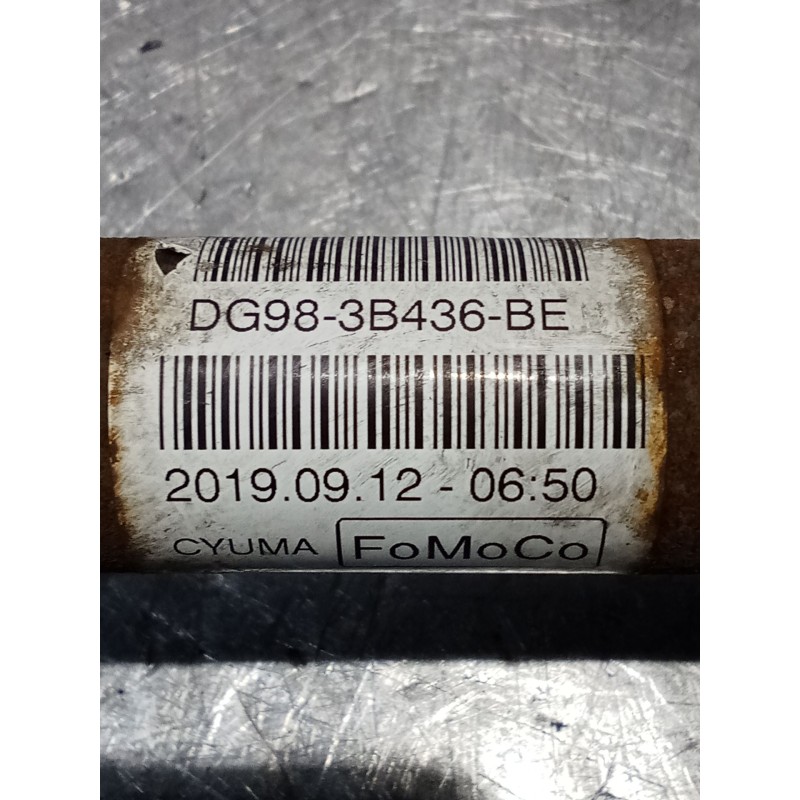 DG98-3B436-BE
2019.09.12 - 06:50
CYUMA FoMoCo